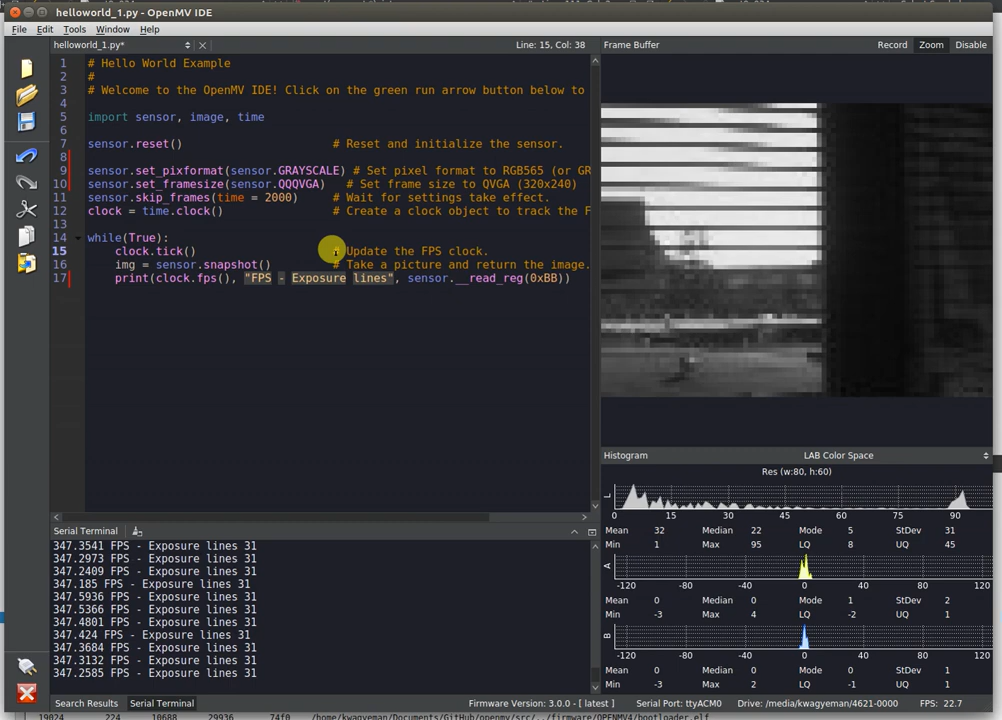 helloworld_1.py - OpenMV IDE
File Edit Tools Window Help
helloworld_1.py*
Line: 15, Col: 38
Frame Buffer
Record Zoom Disable
1 # Hello World Example
2 #
3 # Welcome to the OpenMV IDE! Click on the green run arrow button below to
4
5 import sensor, image, time
6
7 sensor.reset() # Reset and initialize the sensor.
8
9 sensor.set_pixformat(sensor.GRAYSCALE) # Set pixel format to RGB565 (or GR
10 sensor.set_framesize(sensor.QQQVGA) # Set frame size to QVGA (320x240)
11 sensor.skip_frames(time = 2000) # Wait for settings take effect.
12 clock = time.clock() # Create a clock object to track the F
13
14 while(True):
15 clock.tick() # Update the FPS clock.
16 img = sensor.snapshot() # Take a picture and return the image.
17 print(clock.fps(), "FPS - Exposure lines", sensor.__read_reg(0xBB))
Histogram
LAB Color Space
Res (w:80, h:60)
L
0 15 30 45 60 75 90
Mean 32 Median 22 Mode 5 StDev 31
Min 1 Max 95 LQ 8 UQ 45
A
-120 -80 -40 0 40 80 120
Mean 0 Median 0 Mode 1 StDev 2
Min -3 Max 4 LQ -2 UQ 1
B
-120 -80 -40 0 40 80 120
Mean 0 Median 0 Mode 0 StDev 1
Min -3 Max 2 LQ -1 UQ 1
Serial Terminal
347.3541 FPS - Exposure lines 31
347.2973 FPS - Exposure lines 31
347.2409 FPS - Exposure lines 31
347.185 FPS - Exposure lines 31
347.5936 FPS - Exposure lines 31
347.5366 FPS - Exposure lines 31
347.4801 FPS - Exposure lines 31
347.424 FPS - Exposure lines 31
347.3684 FPS - Exposure lines 31
347.3132 FPS - Exposure lines 31
347.2585 FPS - Exposure lines 31
Search Results Serial Terminal
Firmware Version: 3.0.0 - [ latest ] Serial Port: ttyACM0 Drive: /media/kwagyeman/4621-0000 FPS: 22.7
19024 224 10688 29936 74f0 /home/kwagyeman/Documents/GitHub/openmv/src/../firmware/OPENMV4/bootloader.elf